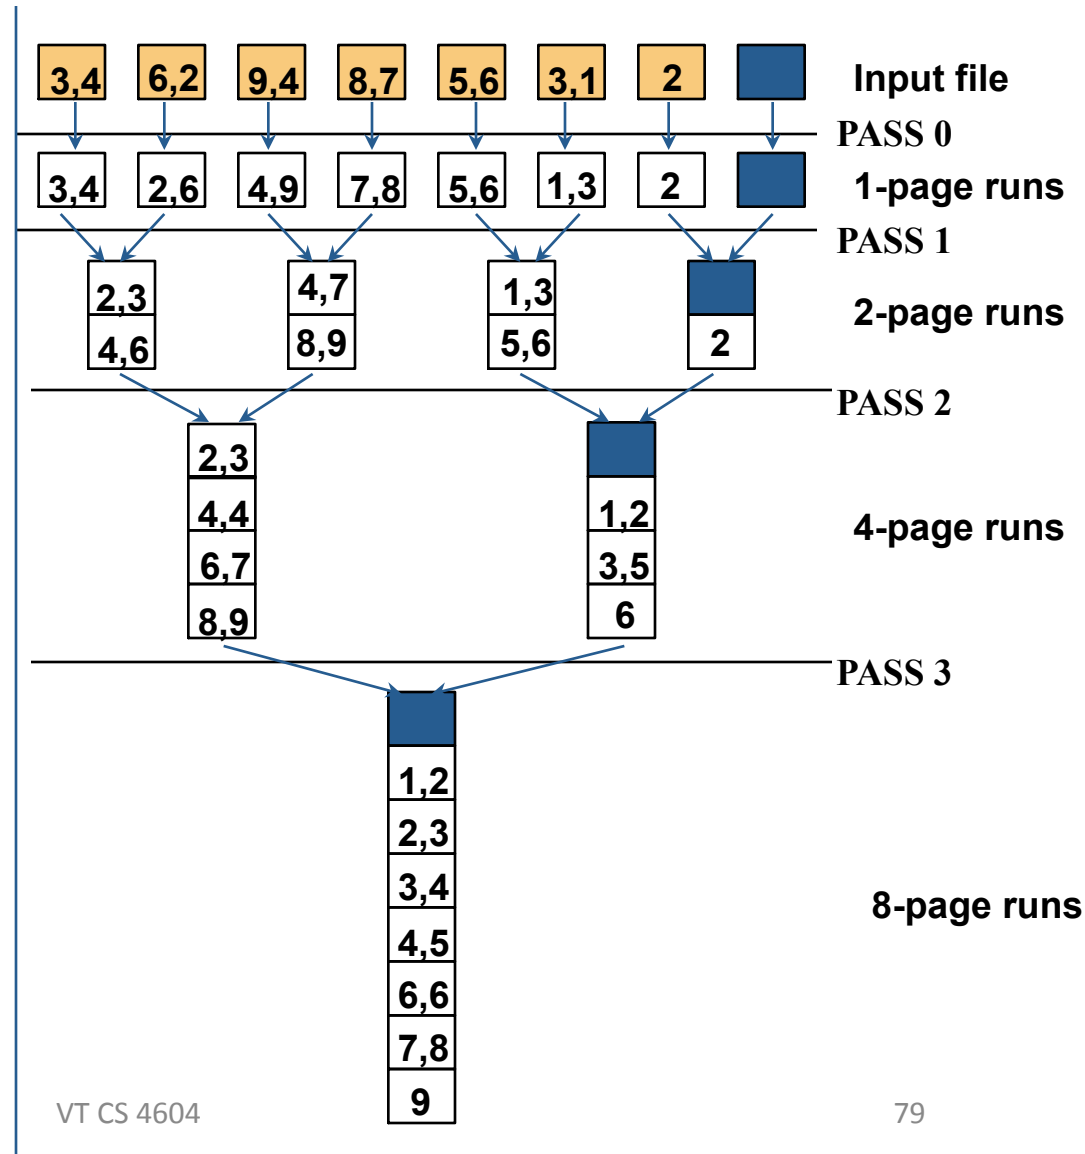 3,4 6,2 9,4 8,7 5,6 3,1 2 Input file
PASS 0
3,4 2,6 4,9 7,8 5,6 1,3 2 1-page runs
PASS 1
2,3 4,7 1,3
2-page runs
4,6 8,9 5,6 2
PASS 2
2,3
4,4 1,2
4-page runs
6,7 3,5
8,9 6
PASS 3
1,2
2,3
3,4
8-page runs
4,5
6,6
7,8
9
VT CS 4604 79